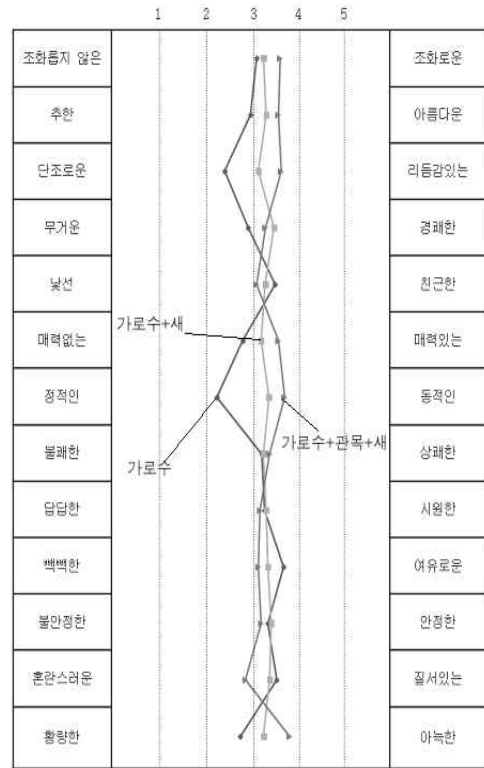 1 2 3 4 5
조화롭지 않은 조화로운
추한 아름다운
단조로운 리듬감있는
무거운 경쾌한
낯선 친근한
가로수+새
매력없는 매력있는
정적인 동적인
가로수+관목+새
불쾌한 상쾌한
가로수
답답한 시원한
빽빽한 여유로운
불안정한 안정한
혼란스러운 질서있는
황량한 아늑한